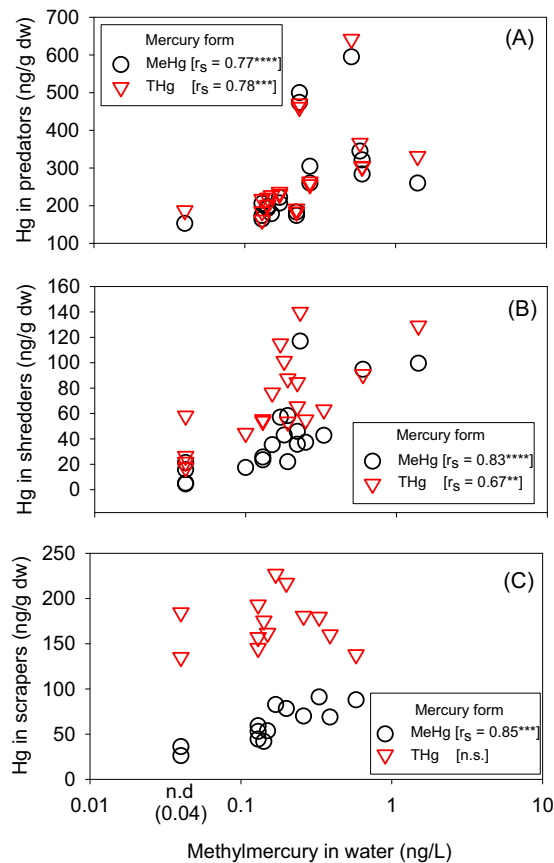 (A)
Hg in predators (ng/g dw)
700
600
500
400
300
200
100
Mercury form
MeHg [rs = 0.77****]
THg [rs = 0.78***]
(B)
Hg in shredders (ng/g dw)
160
140
120
100
80
60
40
20
0
Mercury form
MeHg [rs = 0.83****]
THg [rs = 0.67**]
(C)
Hg in scrapers (ng/g dw)
250
200
150
100
50
0
Mercury form
MeHg [rs = 0.85***]
THg [n.s.]
0.01 n.d 0.1 1 10
(0.04)
Methylmercury in water (ng/L)